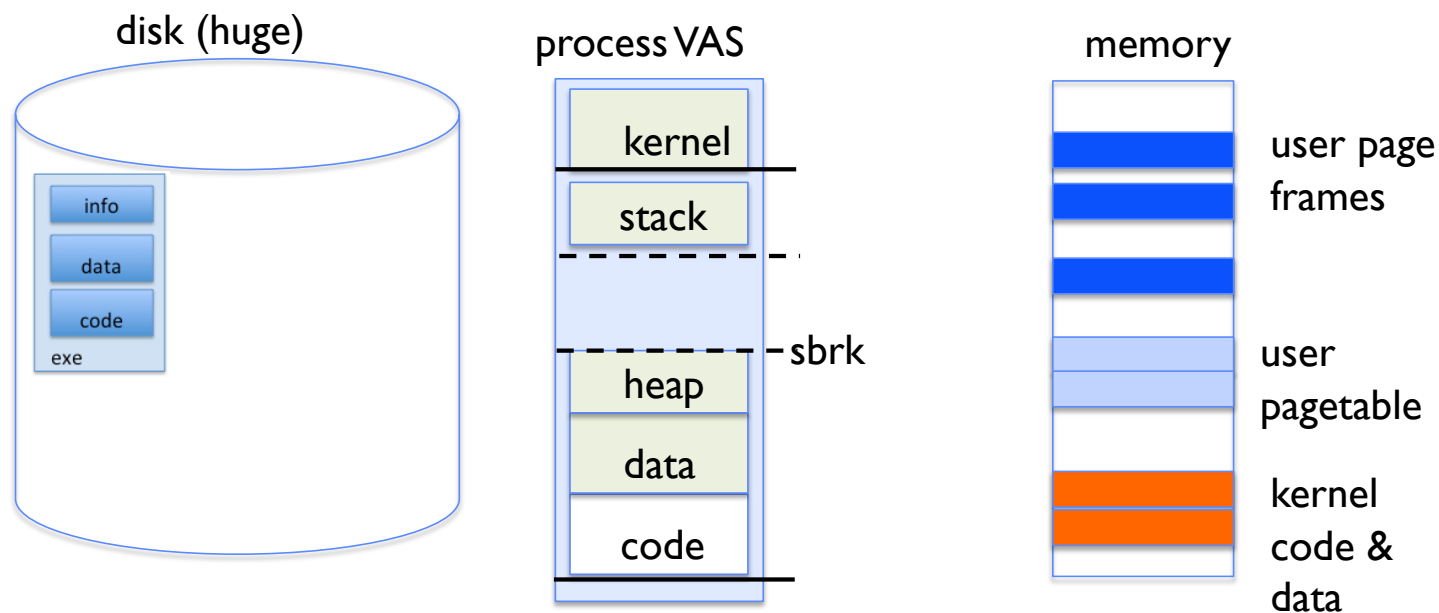 disk (huge)
info
data
code
exe
process VAS
kernel
stack
sbrk
heap
data
code
memory
user page
frames
user
pagetable
kernel
code &
data